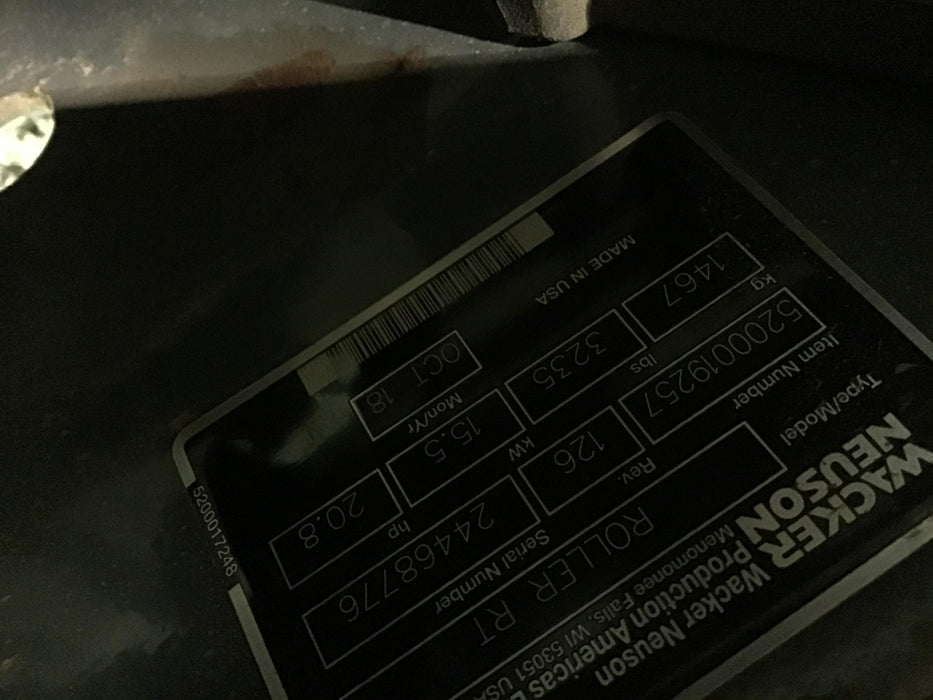 WACKER
NEUSON
Wacker Neuson
Production Americas
Menomonee Falls, WI 53051 USA
Type/Model
ROLLER RT
Item Number
5200019257
Rev.
126
Serial Number
24468776
kg
1467
lbs
3235
kW
15.5
hp
20.8
Mon/Yr
OCT 18
MADE IN USA
5200017248